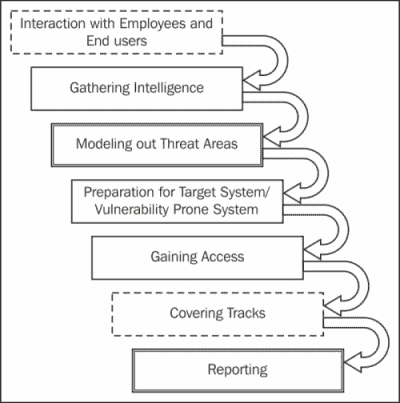 Interaction with Employees and
End users
Gathering Intelligence
Modeling out Threat Areas
Preparation for Target System/
Vulnerability Prone System
Gaining Access
Covering Tracks
Reporting